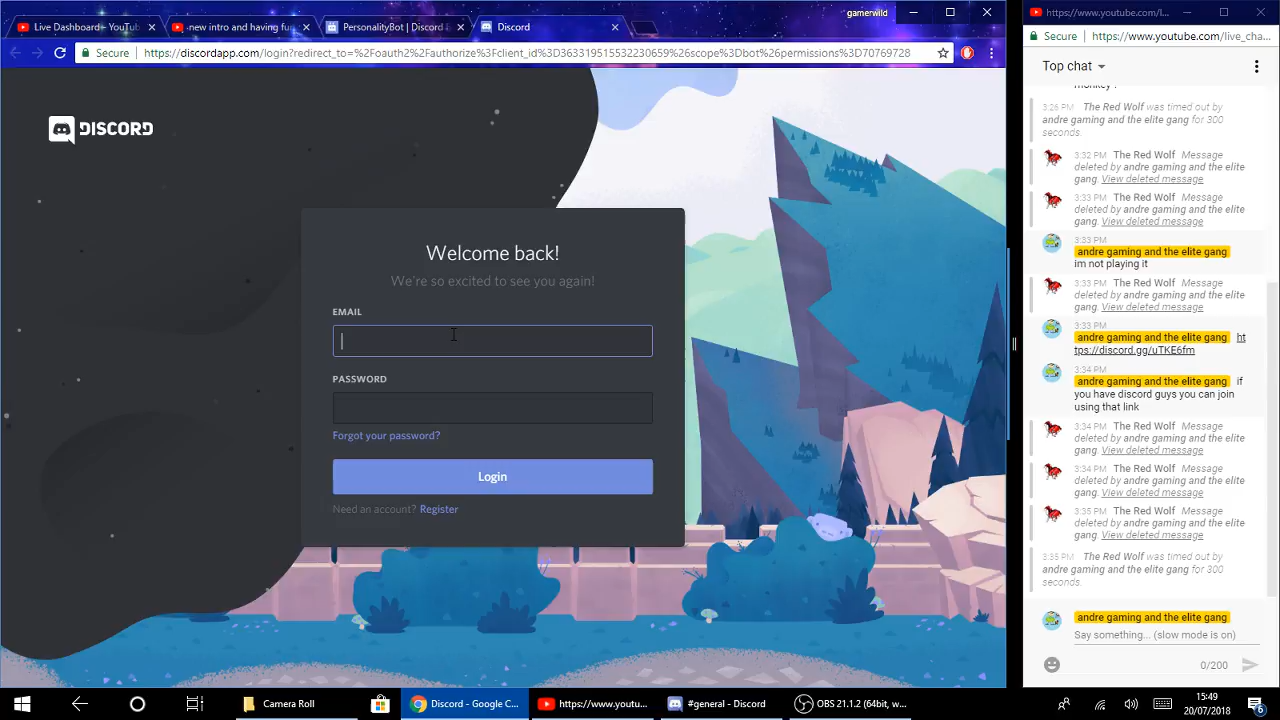 Live Dashboard - YouTu
-new intro and having fun
PersonalityBot | Discord
Discord
gamerwild
Secure
https://discordapp.com/login?redirect_to=%2Foauth2%2Fauthorize%3Fclient_id%3D363319515532230659%26scope%3Dbot%26permissions%3D70769728
DISCORD
Welcome back!
We're so excited to see you again!
EMAIL
PASSWORD
Forgot your password?
Login
Need an account? Register
https://www.youtube.com/l...
Secure
https://www.youtube.com/live_cha...
Top chat
monkey !
3:26 PM The Red Wolf was timed out by
andre gaming and the elite gang for 300
seconds.
3:32 PM The Red Wolf Message
deleted by andre gaming and the elite
gang. View deleted message
3:33 PM The Red Wolf Message
deleted by andre gaming and the elite
gang. View deleted message
3:33 PM
andre gaming and the elite gang
im not playing it
3:33 PM The Red Wolf Message
deleted by andre gaming and the elite
gang. View deleted message
3:33 PM
andre gaming and the elite gang ht
tps://discord.gg/uTKE6fm
3:34 PM
andre gaming and the elite gang if
you have discord guys you can join
using that link
3:34 PM The Red Wolf Message
deleted by andre gaming and the elite
gang. View deleted message
3:34 PM The Red Wolf Message
deleted by andre gaming and the elite
gang. View deleted message
3:35 PM The Red Wolf Message
deleted by andre gaming and the elite
gang. View deleted message
3:35 PM The Red Wolf was timed out by
andre gaming and the elite gang for 300
seconds.
andre gaming and the elite gang
Say something... (slow mode is on)
0/200
Camera Roll
Discord - Google C...
https://www.youtu...
#general - Discord
OBS 21.1.2 (64bit, w...
15:49
20/07/2018
6